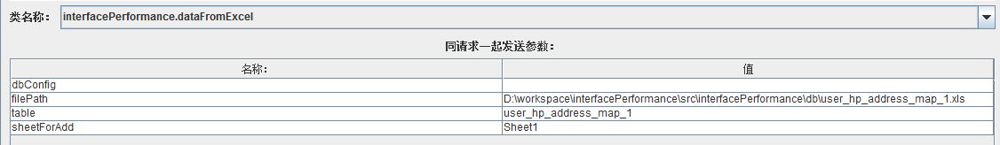 类名称： interfacePerformance.dataFromExcel
同请求一起发送参数：
名称： 值
dbConfig
filePath D:\workspace\interfacePerformance\src\interfacePerformance\db\user_hp_address_map_1.xls
table user_hp_address_map_1
sheetForAdd Sheet1